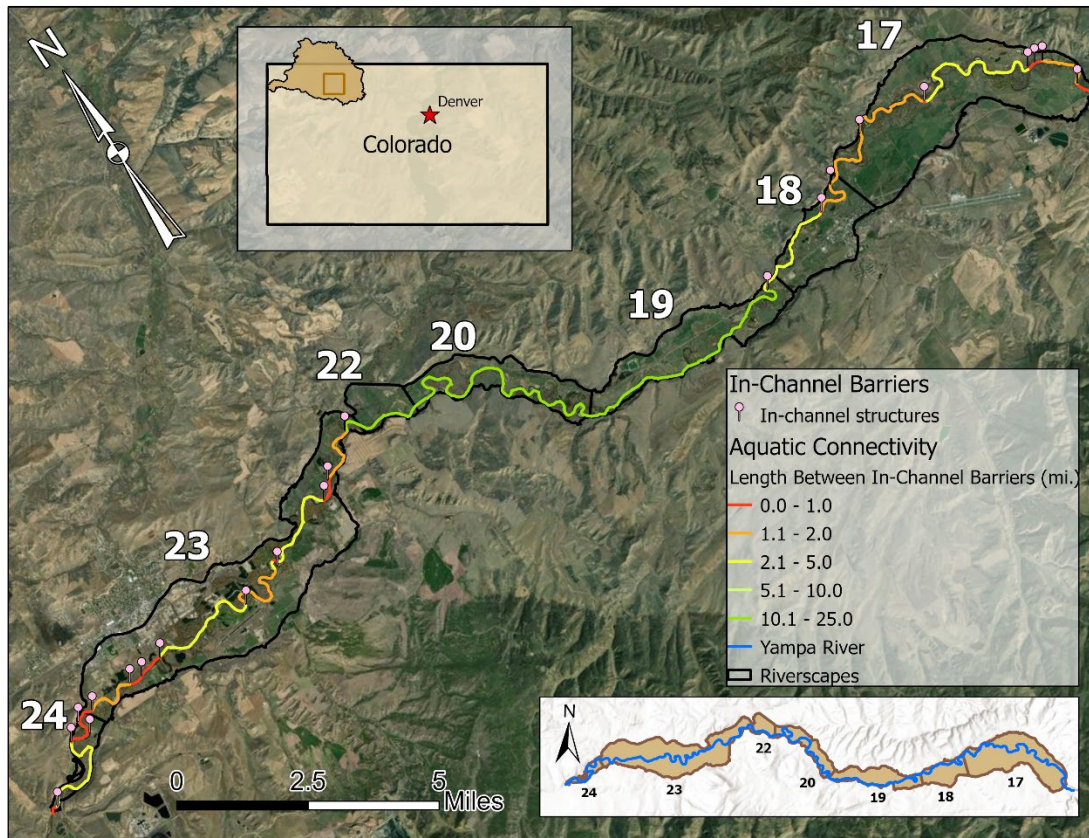 N
Denver
Colorado
17
18
19
20
22
23
24
In-Channel Barriers
In-channel structures
Aquatic Connectivity
Length Between In-Channel Barriers (mi.)
0.0 - 1.0
1.1 - 2.0
2.1 - 5.0
5.1 - 10.0
10.1 - 25.0
Yampa River
Riverscapes
0 2.5 5
Miles
N
22
24 23 20 19 18 17